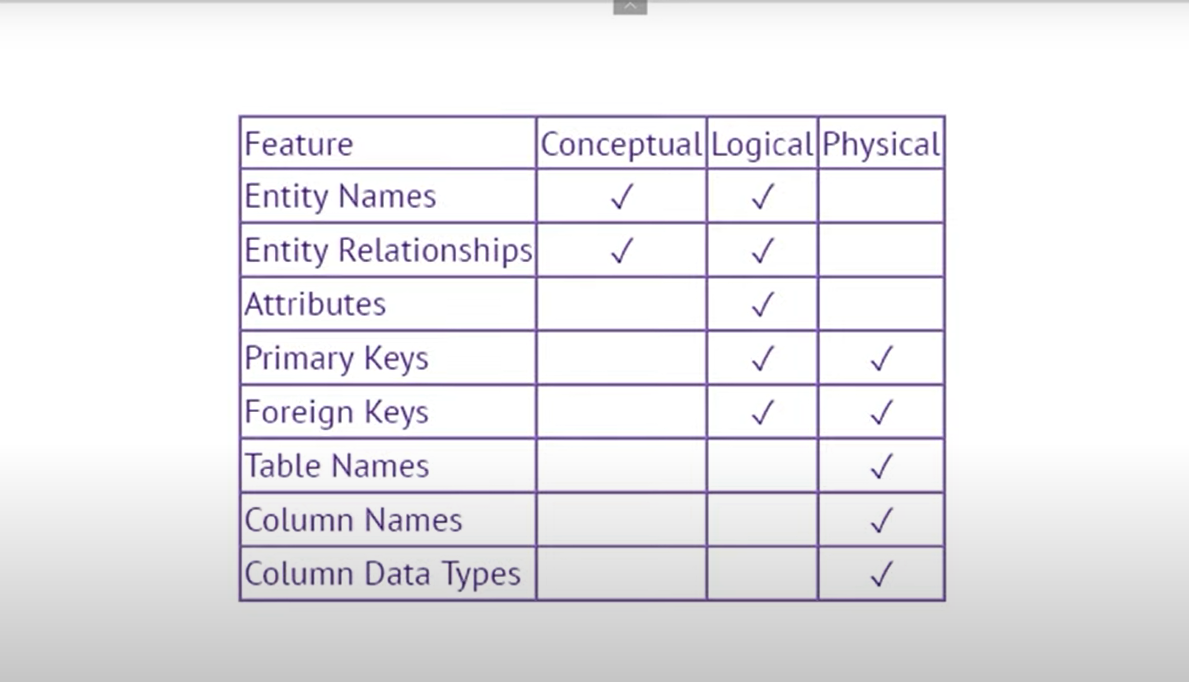 Feature Conceptual Logical Physical
Entity Names ✓ ✓
Entity Relationships ✓ ✓
Attributes ✓
Primary Keys ✓ ✓
Foreign Keys ✓ ✓
Table Names ✓
Column Names ✓
Column Data Types ✓